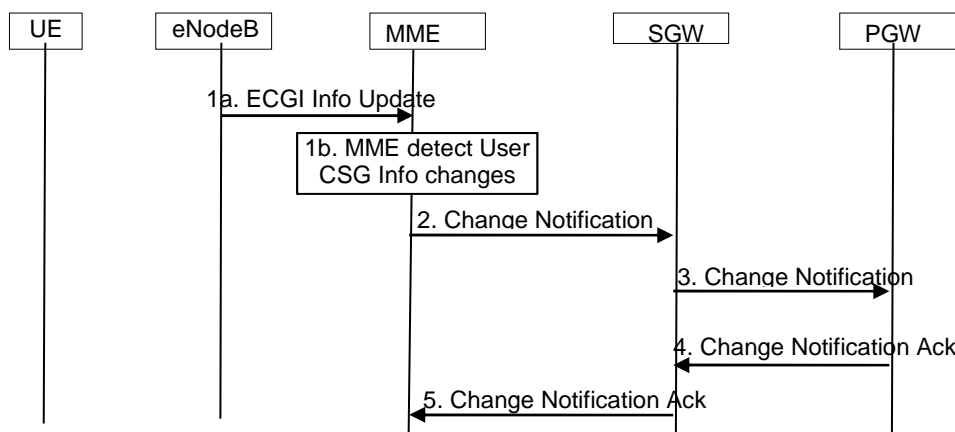 UE
eNodeB
MME
SGW
PGW
1a. ECGI Info Update
1b. MME detect User
CSG Info changes
2. Change Notification
3. Change Notification
4. Change Notification Ack
5. Change Notification Ack